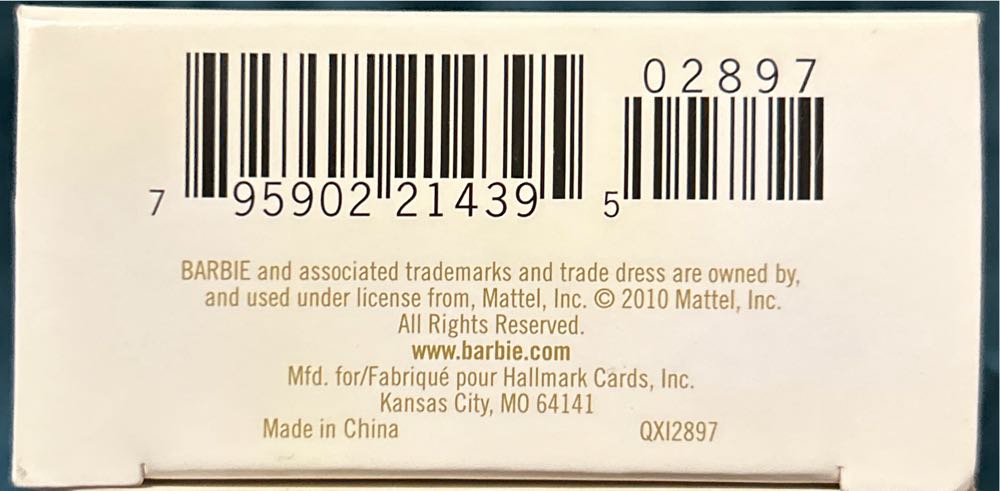 02897
7 95902 21439 5
BARBIE and associated trademarks and trade dress are owned by,
and used under license from, Mattel, Inc. © 2010 Mattel, Inc.
All Rights Reserved.
www.barbie.com
Mfd. for/Fabriqué pour Hallmark Cards, Inc.
Kansas City, MO 64141
Made in China QXI2897